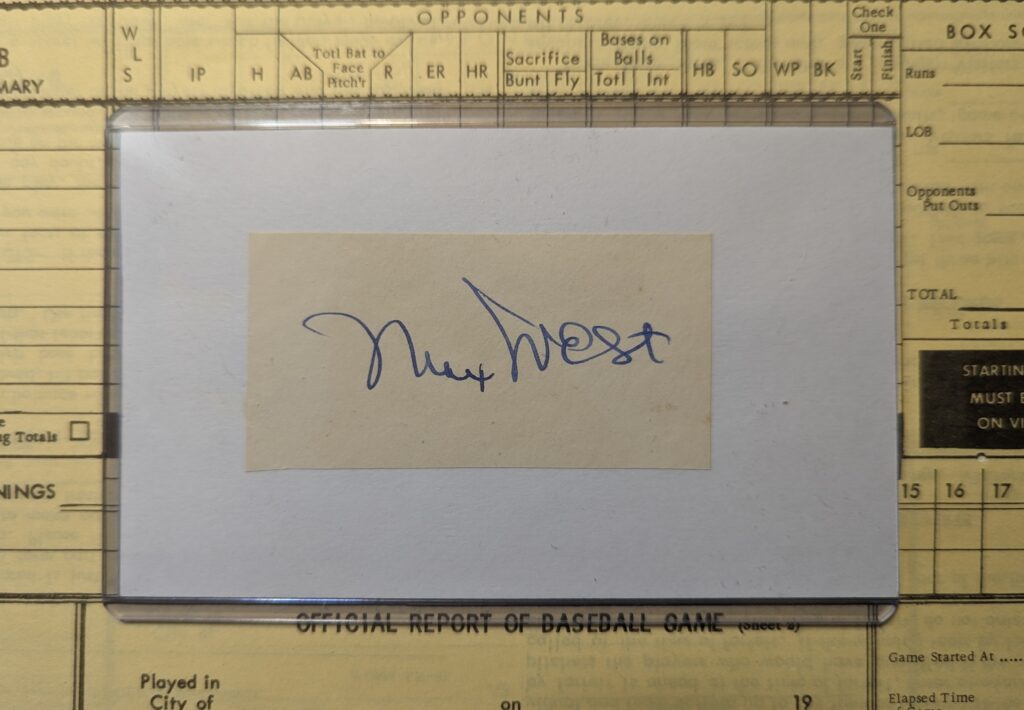 OPPONENTS
Check
One
B
MARY
W
L
S
IP
H
AB
Totl Bat to
Face
Pitch'r
R
ER
HR
Sacrifice
Bunt Fly
Bases on
Balls
Totl Int
HB
SO
WP
BK
Start
Finish
BOX SC
Runs
LOB
Opponents
Put Outs
TOTAL
Totals
Max West
STARTIN
MUST B
ON VI
e
ng Totals
NINGS
15 16 17
OFFICIAL REPORT OF BASEBALL GAME (Sheet 2)
Game Started At .....
Played in
City of
on
19
Elapsed Time
of Game